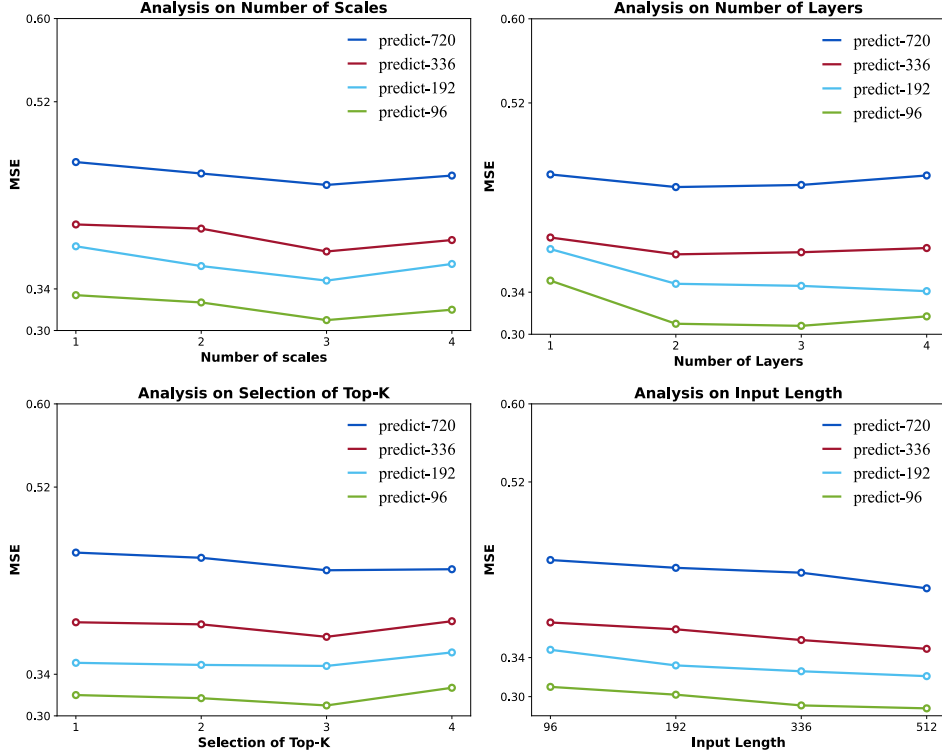 Analysis on Number of Scales
0.60
0.52
0.34
0.30
MSE
predict-720
predict-336
predict-192
predict-96
1 2 3 4
Number of scales
Analysis on Number of Layers
0.60
0.52
0.34
0.30
MSE
predict-720
predict-336
predict-192
predict-96
1 2 3 4
Number of Layers
Analysis on Selection of Top-K
0.60
0.52
0.34
0.30
MSE
predict-720
predict-336
predict-192
predict-96
1 2 3 4
Selection of Top-K
Analysis on Input Length
0.60
0.52
0.34
0.30
MSE
predict-720
predict-336
predict-192
predict-96
96 192 336 512
Input Length